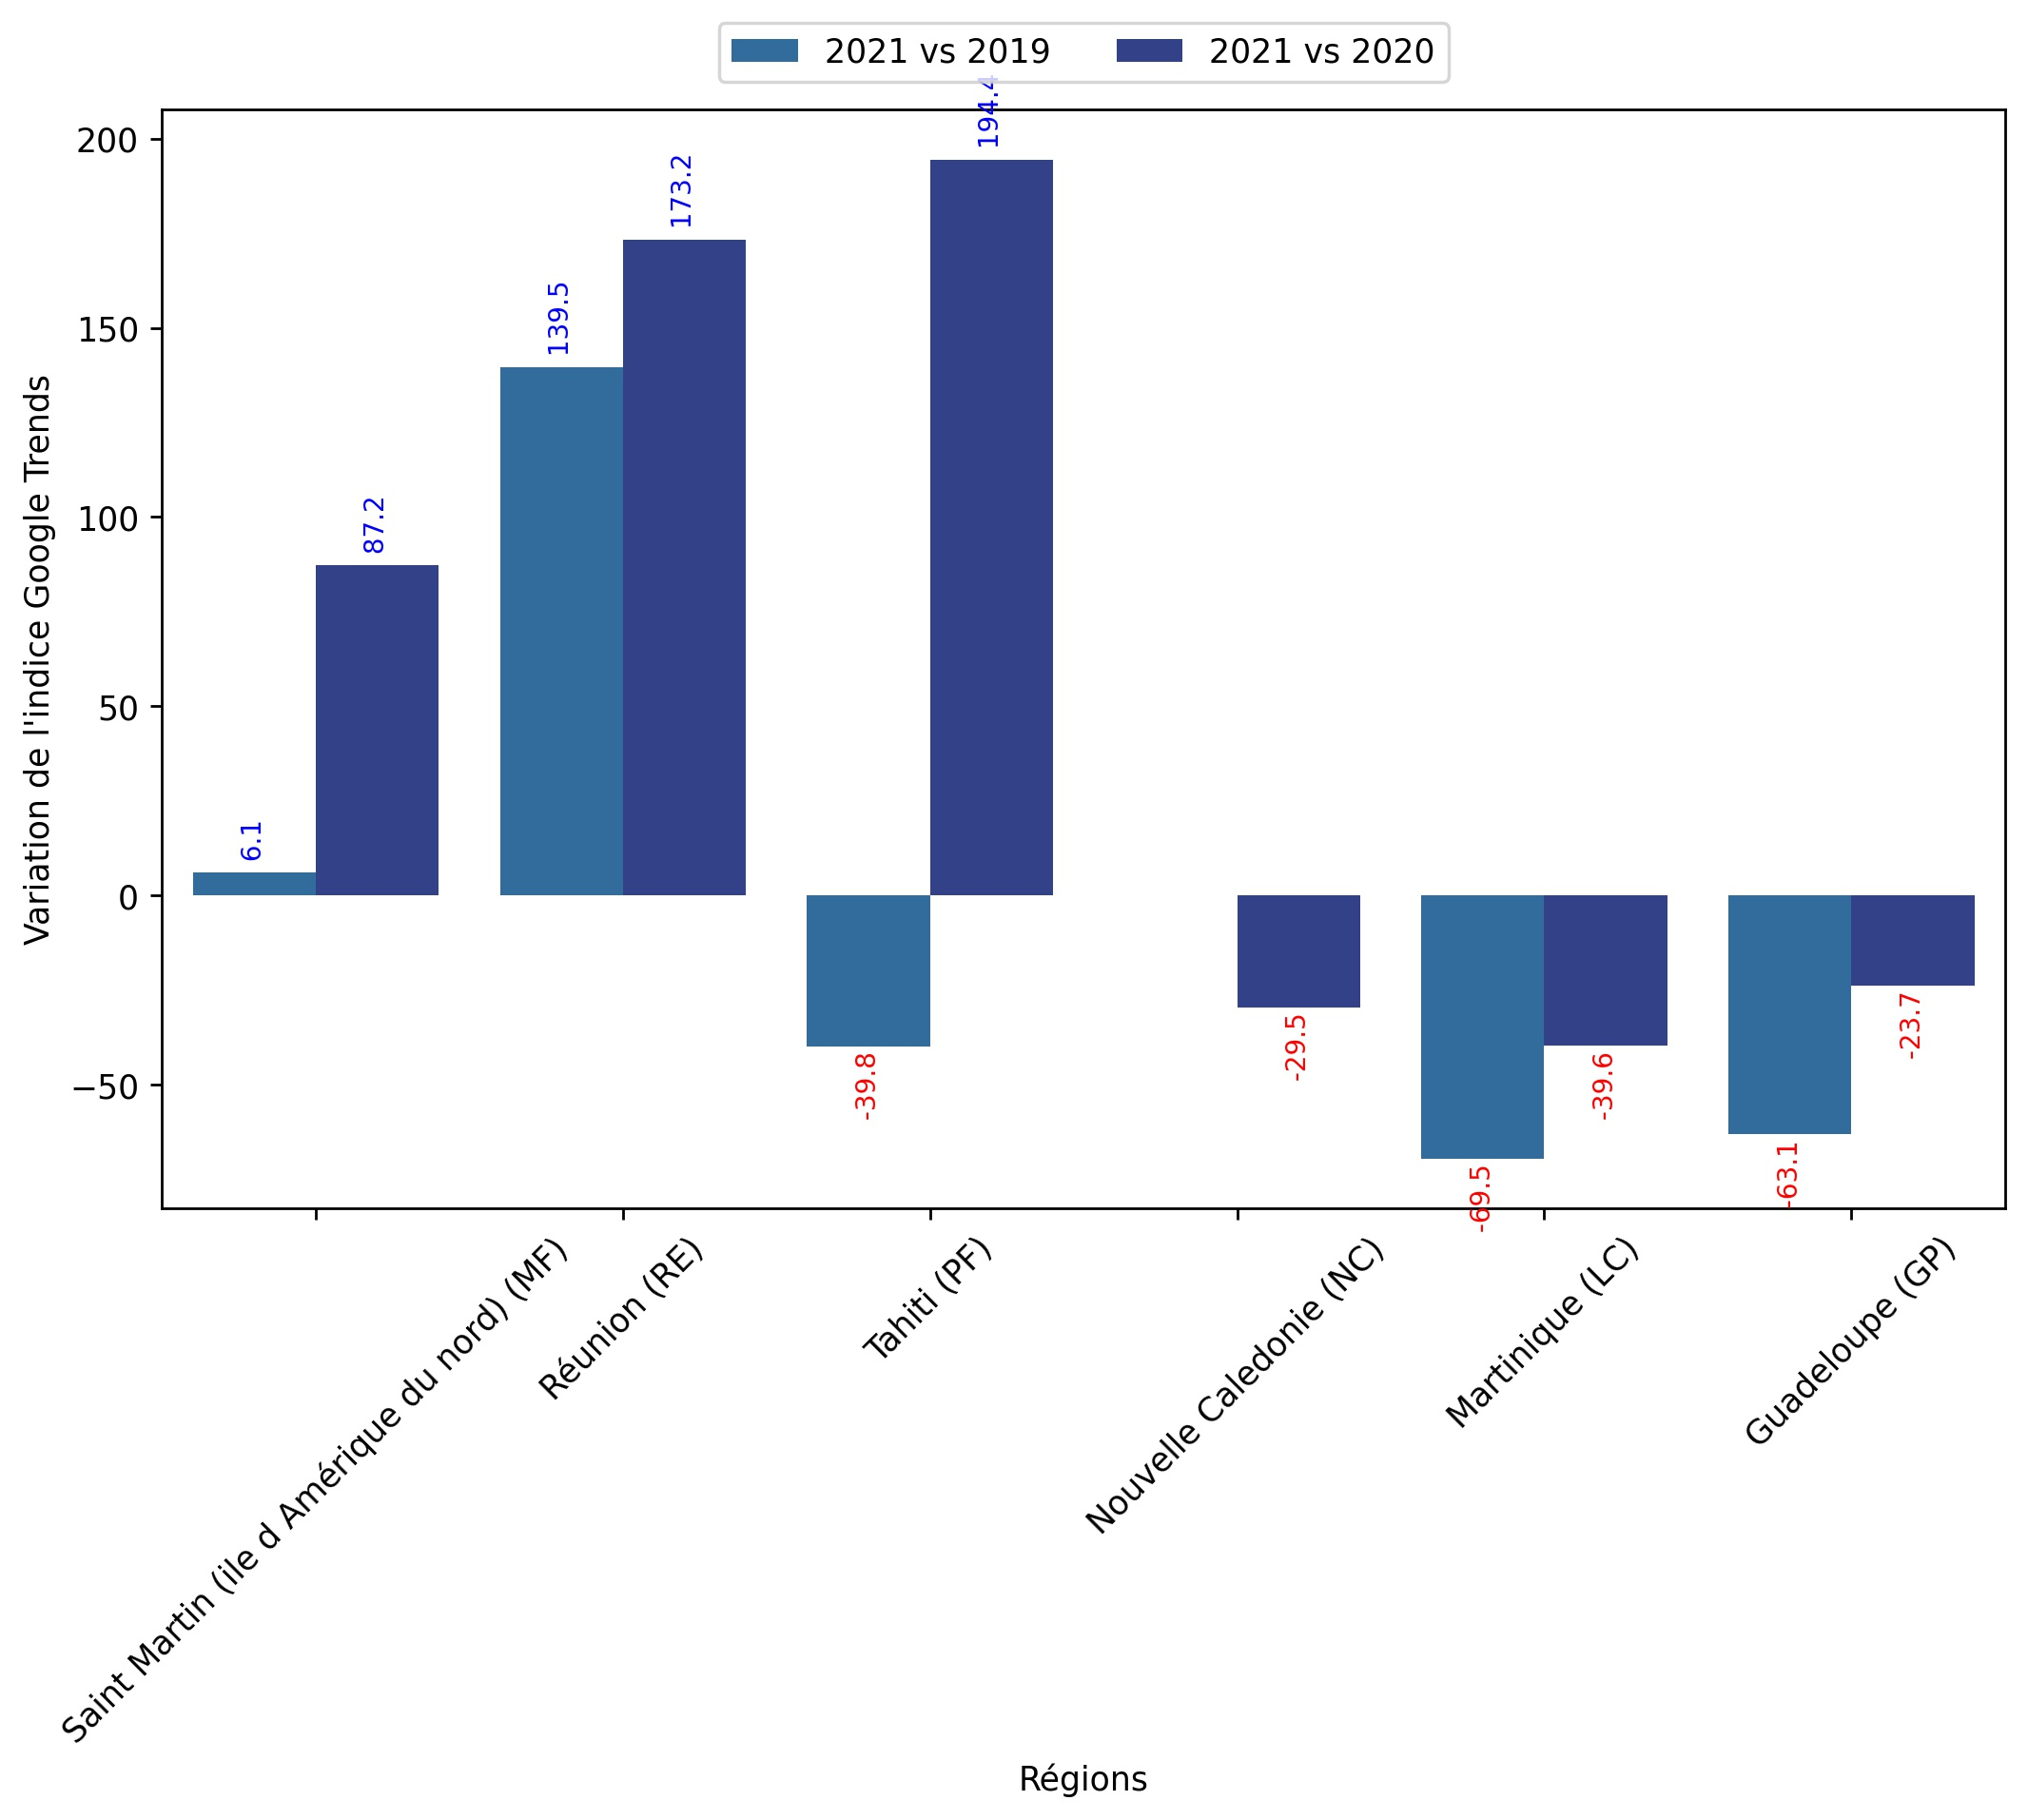 2021 vs 2019 2021 vs 2020
Variation de l'indice Google Trends
200
150
100
50
0
−50
6.1
87.2
139.5
173.2
-39.8
194.4
-29.5
-69.5
-39.6
-63.1
-23.7
Saint Martin (ile d Amérique du nord) (MF)
Réunion (RE)
Tahiti (PF)
Nouvelle Caledonie (NC)
Martinique (LC)
Guadeloupe (GP)
Régions